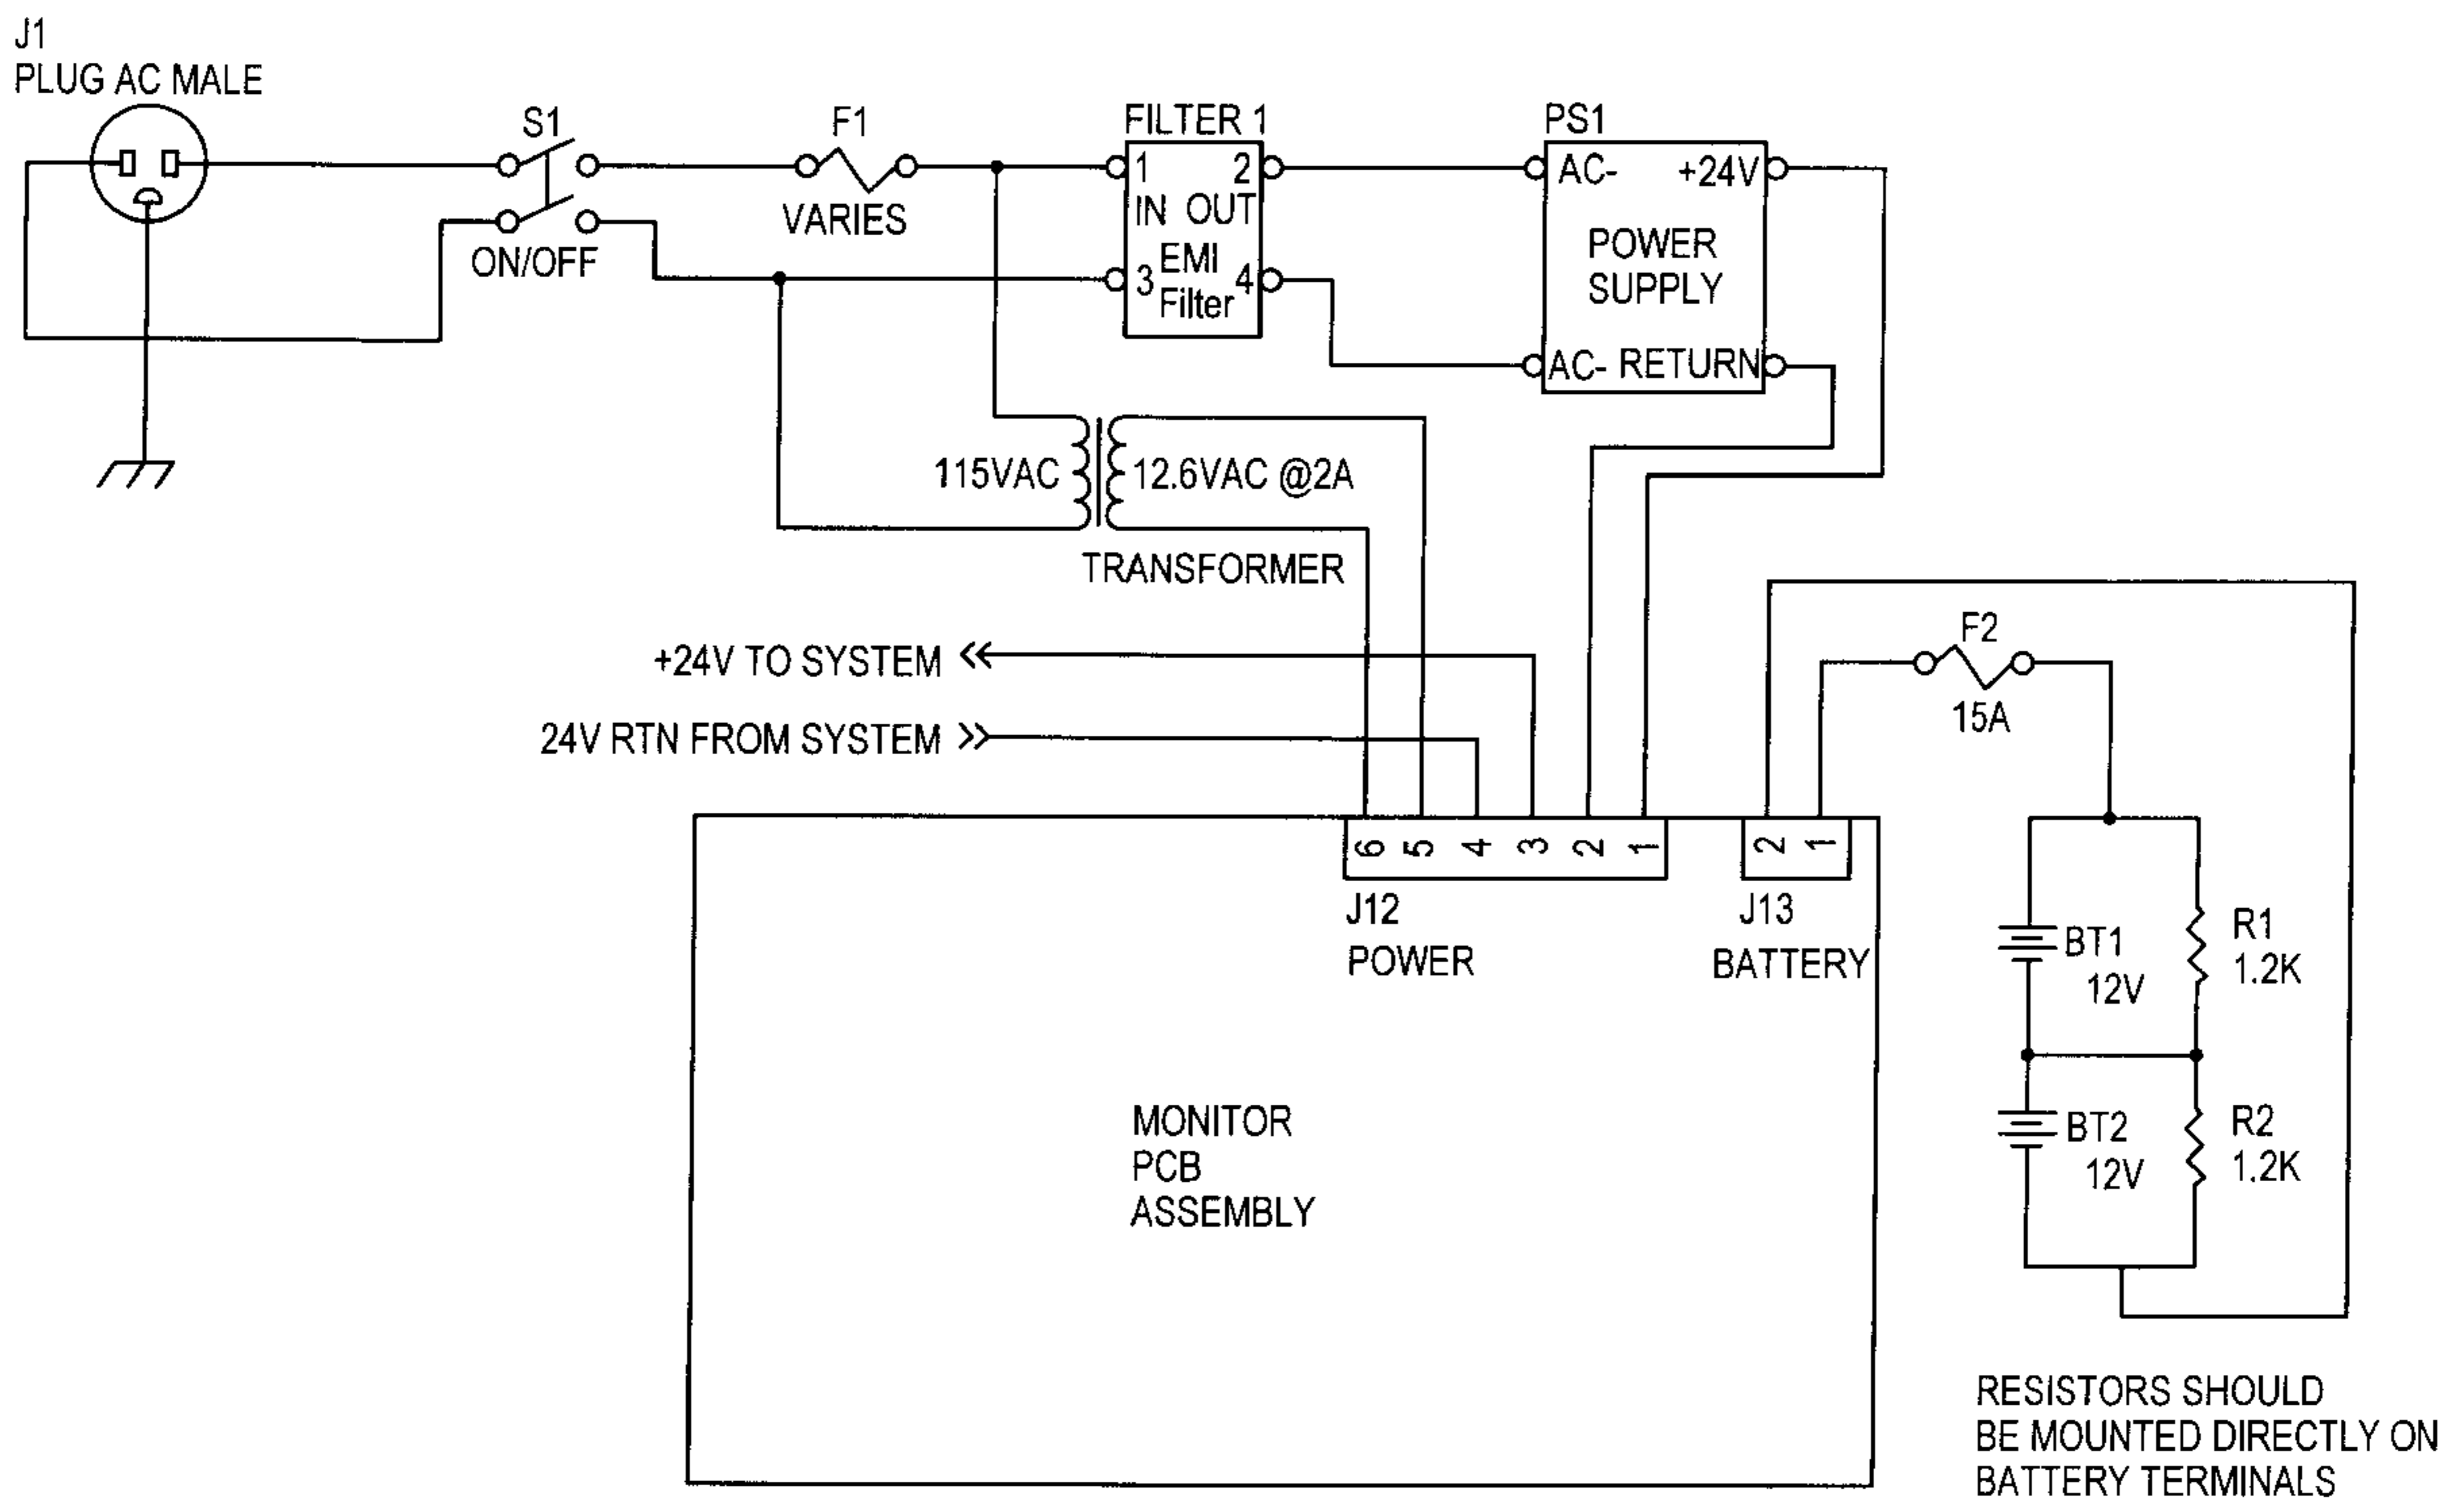 J1
PLUG AC MALE
S1
ON/OFF
F1
VARIES
FILTER 1
1 2
IN OUT
EMI
3 4
Filter
PS1
AC- +24V
POWER
SUPPLY
AC- RETURN
115VAC
12.6VAC @2A
TRANSFORMER
+24V TO SYSTEM
24V RTN FROM SYSTEM
F2
15A
6 5 4 3 2 1
J12
POWER
2 1
J13
BATTERY
BT1
12V
R1
1.2K
BT2
12V
R2
1.2K
MONITOR
PCB
ASSEMBLY
RESISTORS SHOULD
BE MOUNTED DIRECTLY ON
BATTERY TERMINALS